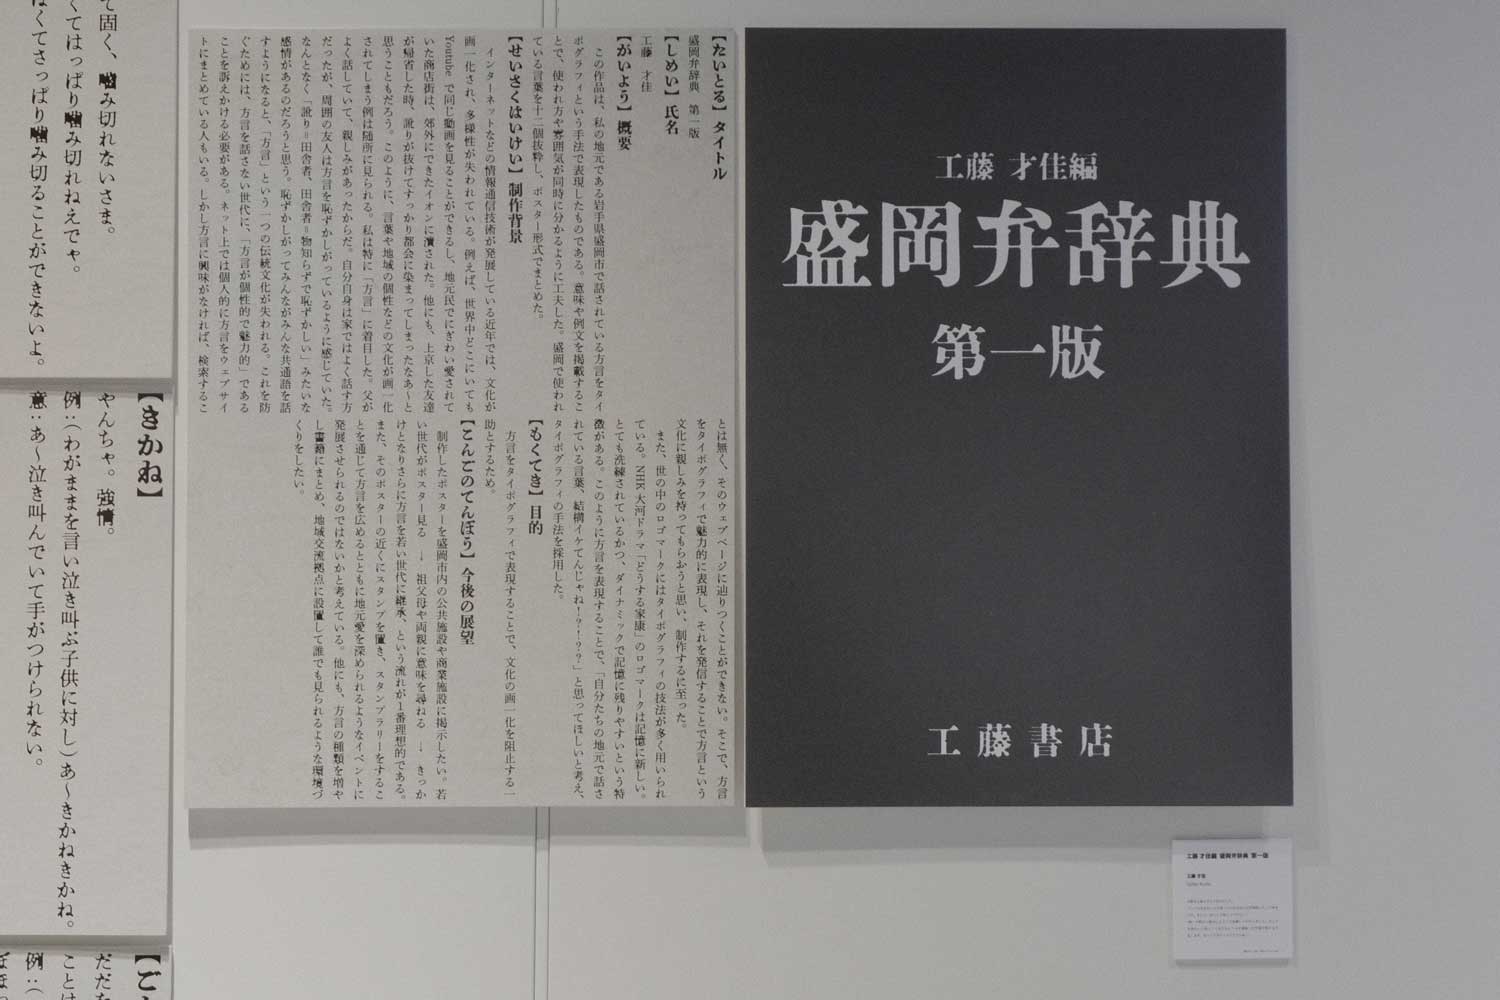 工藤 才佳編
盛岡弁辞典
第一版
工藤書店
【たいとる】タイトル
盛岡弁辞典 第一版
【しめい】氏名
工藤 才佳
【がいよう】概要
この作品は、私の地元である岩手県盛岡市で話されている方言をタイ
ポグラフィという手法で表現したものである。意味や例文を掲載するこ
とで、使われ方や雰囲気が同時に分かるように工夫した。盛岡で使われ
ている言葉を十二個抜粋し、ポスター形式でまとめた。
【せいさくはいけい】制作背景
インターネットなどの情報通信技術が発展している近年では、文化が
画一化され、多様性が失われている。例えば、世界中どこにいても
Youtube で同じ動画を見ることができるし、地元民でにぎわい愛されて
いた商店街は、郊外にできたイオンに潰された。他にも、上京した友達
が帰省した時、訛りが抜けてすっかり都会に染まってしまったなあ〜と
思うこともだろう。このように、言葉や地域の個性などの文化が画一化
されてしまう例は随所に見られる。私は特に「方言」に着目した。父が
よく話していて、親しみがあったからだ。自分自身は家ではよく話す方
だったが、周囲の友人は方言を恥ずかしがっているように感じていた。
なんとなく「訛り=田舎者、田舎者=物知らずで恥ずかしい」みたいな
感情があるのだろうと思う。恥ずかしがってみんながみんな共通語を話
すようになると、「方言」という一つの伝統文化が失われる。これを防
ぐためには、方言を話さない世代に、「方言が個性的で魅力的」である
ことを訴えかける必要がある。ネット上では個人的に方言をウェブサイ
トにまとめている人もいる。しかし方言に興味がなければ、検索するこ
とは無く、そのウェブページに辿りつくことができない。そこで、方言
をタイポグラフィで魅力的に表現し、それを発信することで方言という
文化に親しみを持ってもらおうと思い、制作するに至った。
また、世の中のロゴマークにはタイポグラフィの技法が多く用いられ
ている。NHK 大河ドラマ「どうする家康」のロゴマークは記憶に新しい。
とても洗練されているかつ、ダイナミックで記憶に残りやすいという特
徴がある。このように方言を表現することで、「自分たちの地元で話さ
れている言葉、結構イケてんじゃね！？！？？」と思ってほしいと考え、
タイポグラフィの手法を採用した。
【もくてき】目的
方言をタイポグラフィで表現することで、文化の画一化を阻止する一
助とするため。
【こんごのてんぼう】今後の展望
制作したポスターを盛岡市内の公共施設や商業施設に掲示したい。若
い世代がポスター見る → 祖父母や両親に意味を尋ねる → きっか
けとなりさらに方言を若い世代に継承、という流れが１番理想的である。
また、そのポスターの近くにスタンプを置き、スタンプラリーをするこ
とを通じて方言を広めるとともに地元愛を深められるようなイベントに
発展させられるのではないかと考えている。他にも、方言の種類を増や
し書籍にまとめ、地域交流拠点に設置して誰でも見られるような環境づ
くりをしたい。
て固く、噛み切れないさま。
くてはっぱり噛み切れねえでゃ。
はくてさっぱり噛み切ることができないよ。
【きかね】
やんちゃ。強情。
例：（わがままを言い泣き叫ぶ子供に対し）あ〜きかねきかね。
意：あ〜泣き叫んでいて手がつけられない。
【ご
だだを
ことは
例：（
工藤 才佳編 盛岡弁辞典 第一版
工藤 才佳